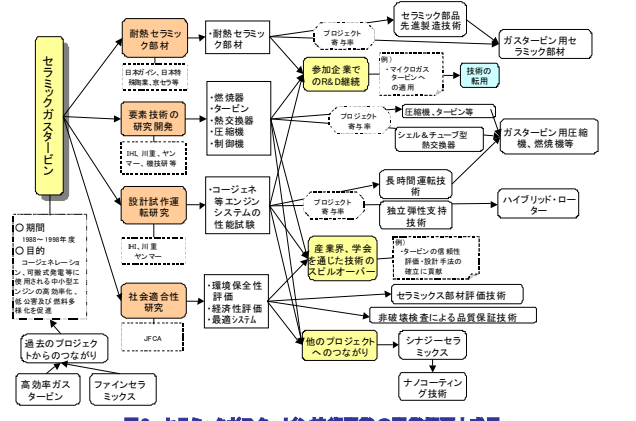 セラミックガスタービン
耐熱セラミッ
ク部材
日本ガイシ、日本特
殊陶業、京セラ等
要素技術の
研究開発
IHI、川重、ヤン
マー、機技研等
設計試作運
転研究
IHI、川重
ヤンマー
社会適合性
研究
JFCA
○期間
1988～1998年度
○目的
コージェネレーショ
ン、可搬式発電等に
使用される中小型エ
ンジンの高効率化、
低公害及び燃料多
様化を促進
過去のプロジェク
トからのつながり
高効率ガス
タービン
ファインセラ
ミックス
・耐熱セラミッ
ク部材
・燃焼器
・タービン
・熱交換器
・圧縮機
・制御機
・コージェネ
等エンジン
システムの
性能試験
・環境保全性
評価
・経済性評価
・最適システム
プロジェクト
寄与率
参加企業で
のR&D継続
例）
・マイクロガス
タービンへ
の適用
技術の
転用
プロジェクト
寄与率
プロジェクト
寄与率
産業界、学会
を通じた技術の
スピルオーバー
例）
・タービンの信頼性
評価・設計手法の
確立に貢献
他のプロジェクト
へのつながり
セラミック部品
先進製造技術
ガスタービン用セ
ラミック部材
圧縮機、タービン等
シェル＆チューブ型
熱交換器
ガスタービン用圧縮
機、燃焼機等
長時間運転技
術
独立弾性支持
技術
ハイブリッド・ロー
ター
セラミックス部材評価技術
非破壊検査による品質保証技術
シナジーセラ
ミックス
ナノコーティン
グ技術